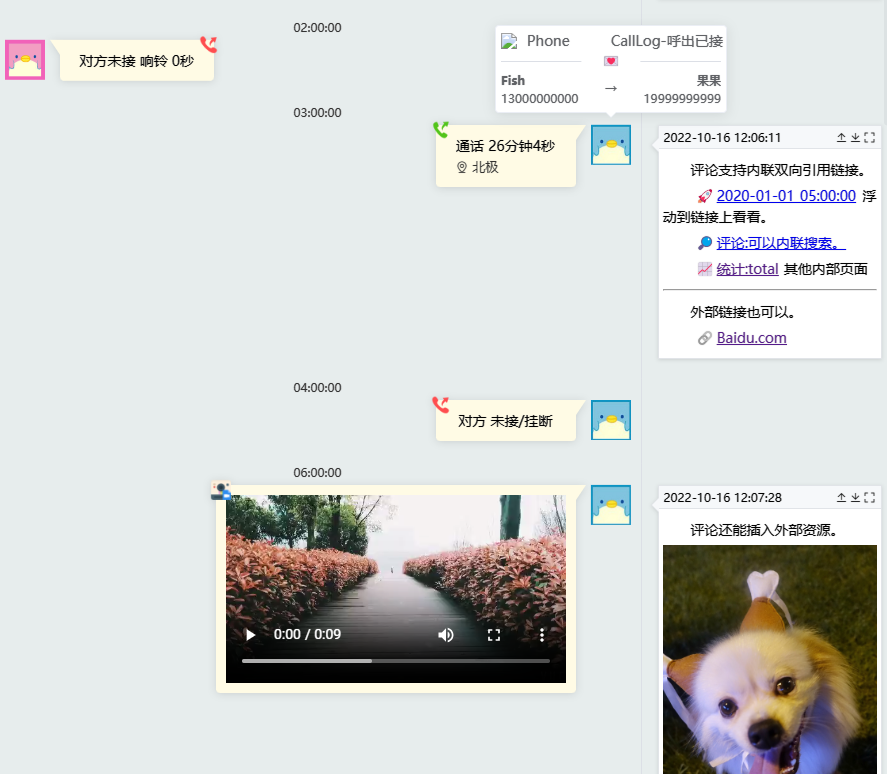 02:00:00
对方未接 响铃 0秒
Phone CallLog-呼出已接
Fish → 果果
13000000000 19999999999
03:00:00
通话 26分钟4秒
北极
2022-10-16 12:06:11
评论支持内联双向引用链接。
2020-01-01 05:00:00 浮
动到链接上看看。
评论:可以内联搜索。
统计:total 其他内部页面
外部链接也可以。
Baidu.com
04:00:00
对方 未接/挂断
06:00:00
0:00 / 0:09
2022-10-16 12:07:28
评论还能插入外部资源。